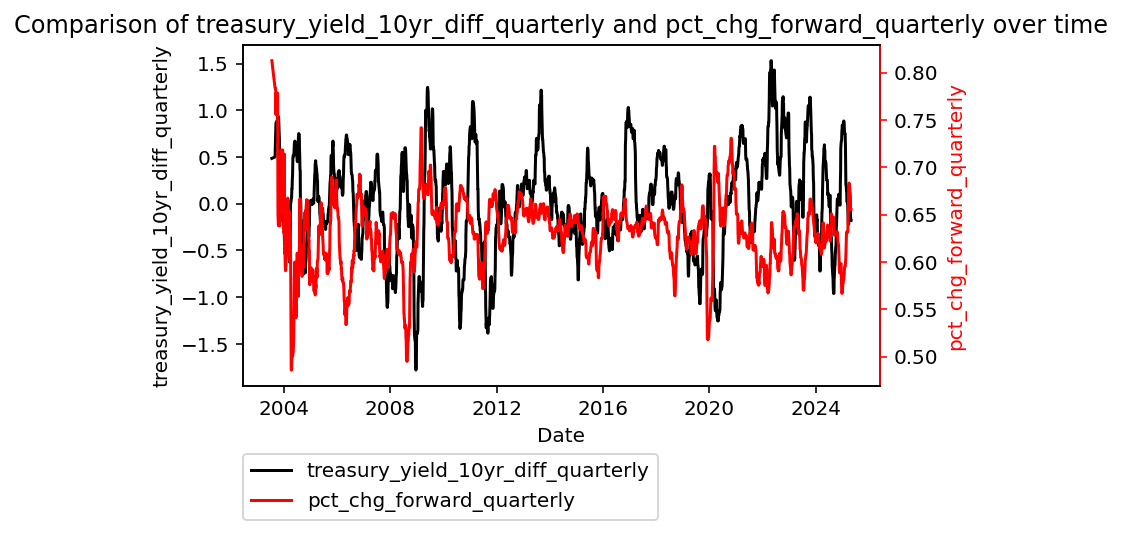 Comparison of treasury_yield_10yr_diff_quarterly and pct_chg_forward_quarterly over time
treasury_yield_10yr_diff_quarterly
1.5
1.0
0.5
0.0
−0.5
−1.0
−1.5
0.80
0.75
0.70
0.65
0.60
0.55
0.50
pct_chg_forward_quarterly
2004 2008 2012 2016 2020 2024
Date
treasury_yield_10yr_diff_quarterly
pct_chg_forward_quarterly